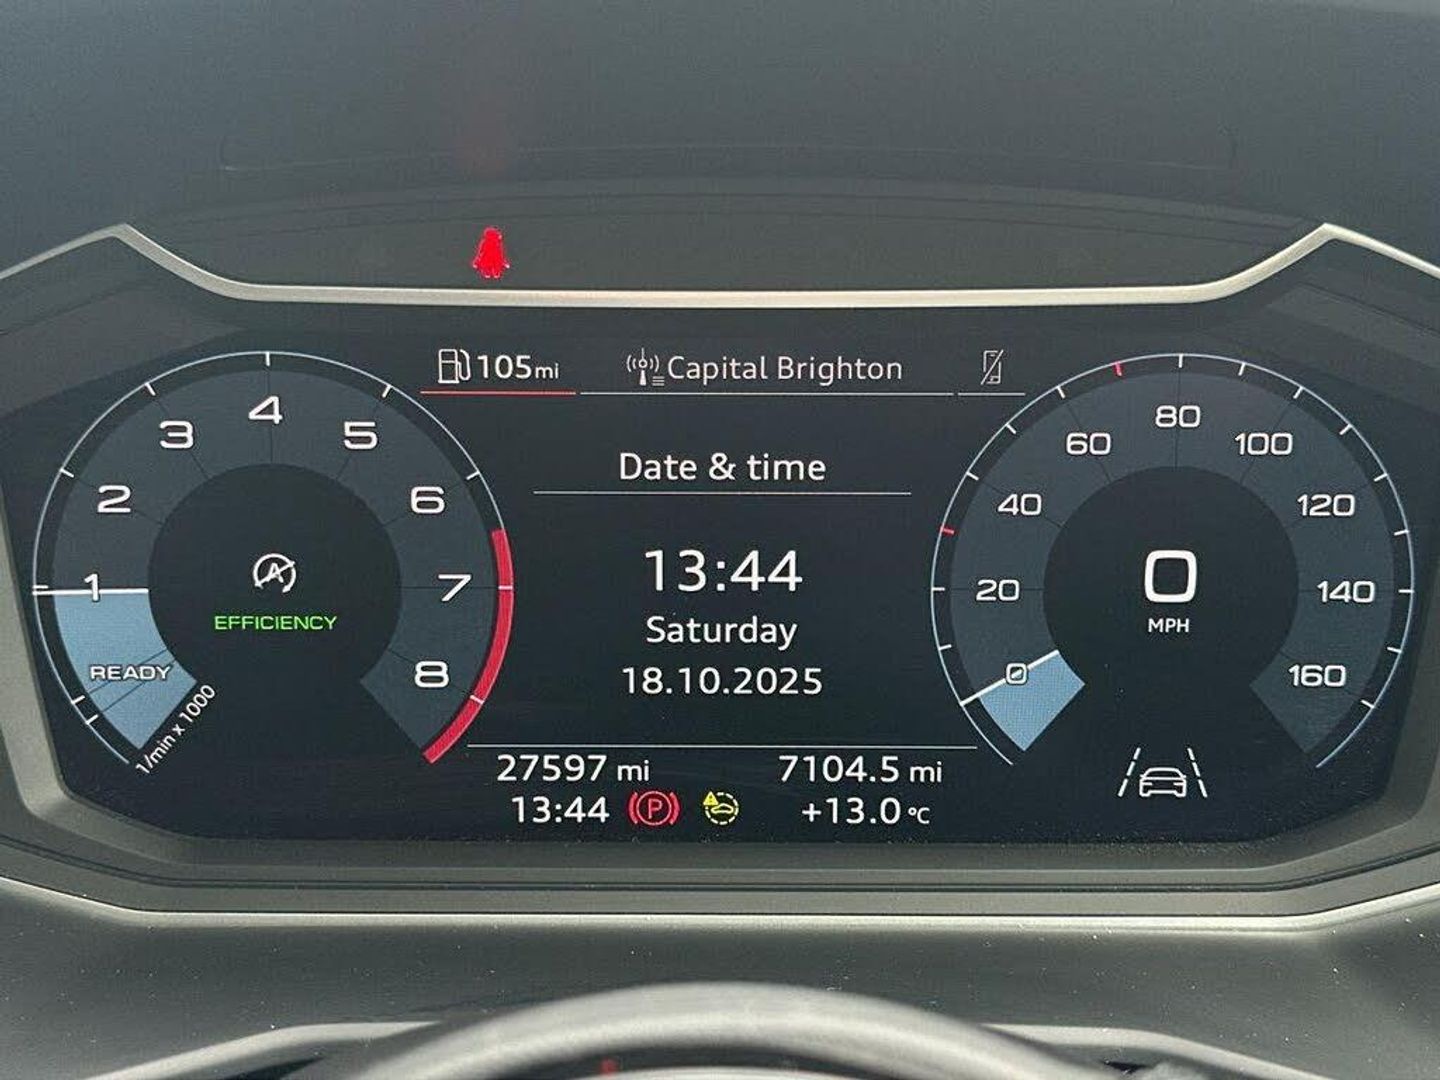 105 mi
Capital Brighton
Date & time
13:44
Saturday
18.10.2025
27597 mi
7104.5 mi
13:44
P
+13.0 °C
1
2
3
4
5
6
7
8
READY
1/min x 1000
A
EFFICIENCY
0
20
40
60
80
100
120
140
160
0
MPH